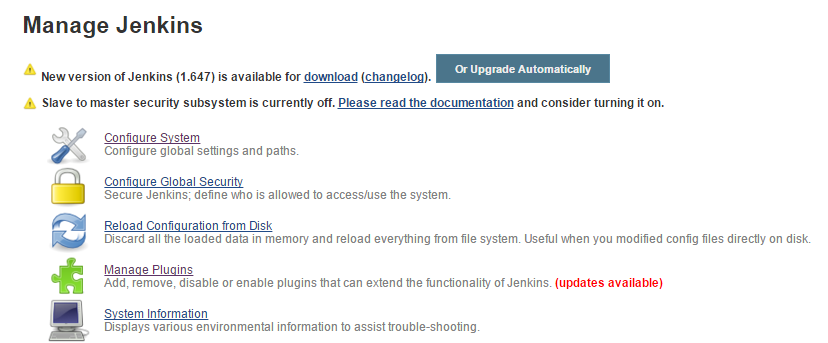 Manage Jenkins
New version of Jenkins (1.647) is available for download (changelog). Or Upgrade Automatically
Slave to master security subsystem is currently off. Please read the documentation and consider turning it on.
Configure System
Configure global settings and paths.
Configure Global Security
Secure Jenkins; define who is allowed to access/use the system.
Reload Configuration from Disk
Discard all the loaded data in memory and reload everything from file system. Useful when you modified config files directly on disk.
Manage Plugins
Add, remove, disable or enable plugins that can extend the functionality of Jenkins. (updates available)
System Information
Displays various environmental information to assist trouble-shooting.